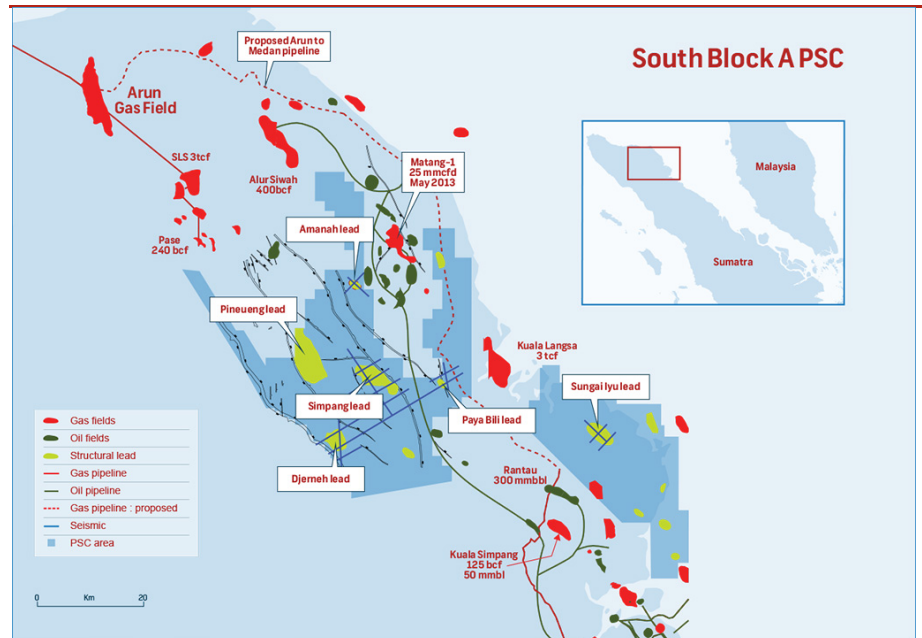 South Block A PSC
Proposed Arun to
Medan pipeline
Arun
Gas Field
SLS 3tcf
Alur Siwah
400bcf
Matang-1
25 mmcfd
May 2013
Pase
240 bcf
Amanah lead
Pineueng lead
Malaysia
Sumatra
Kuala Langsa
3 tcf
Sungai Iyu lead
Simpang lead
Paya Bili lead
Djerneh lead
Rantau
300 mmbbl
Kuala Simpang
125 bcf
50 mmbl
Gas fields
Oil fields
Structural lead
Gas pipeline
Oil pipeline
Gas pipeline : proposed
Seismic
PSC area
0 Km 20